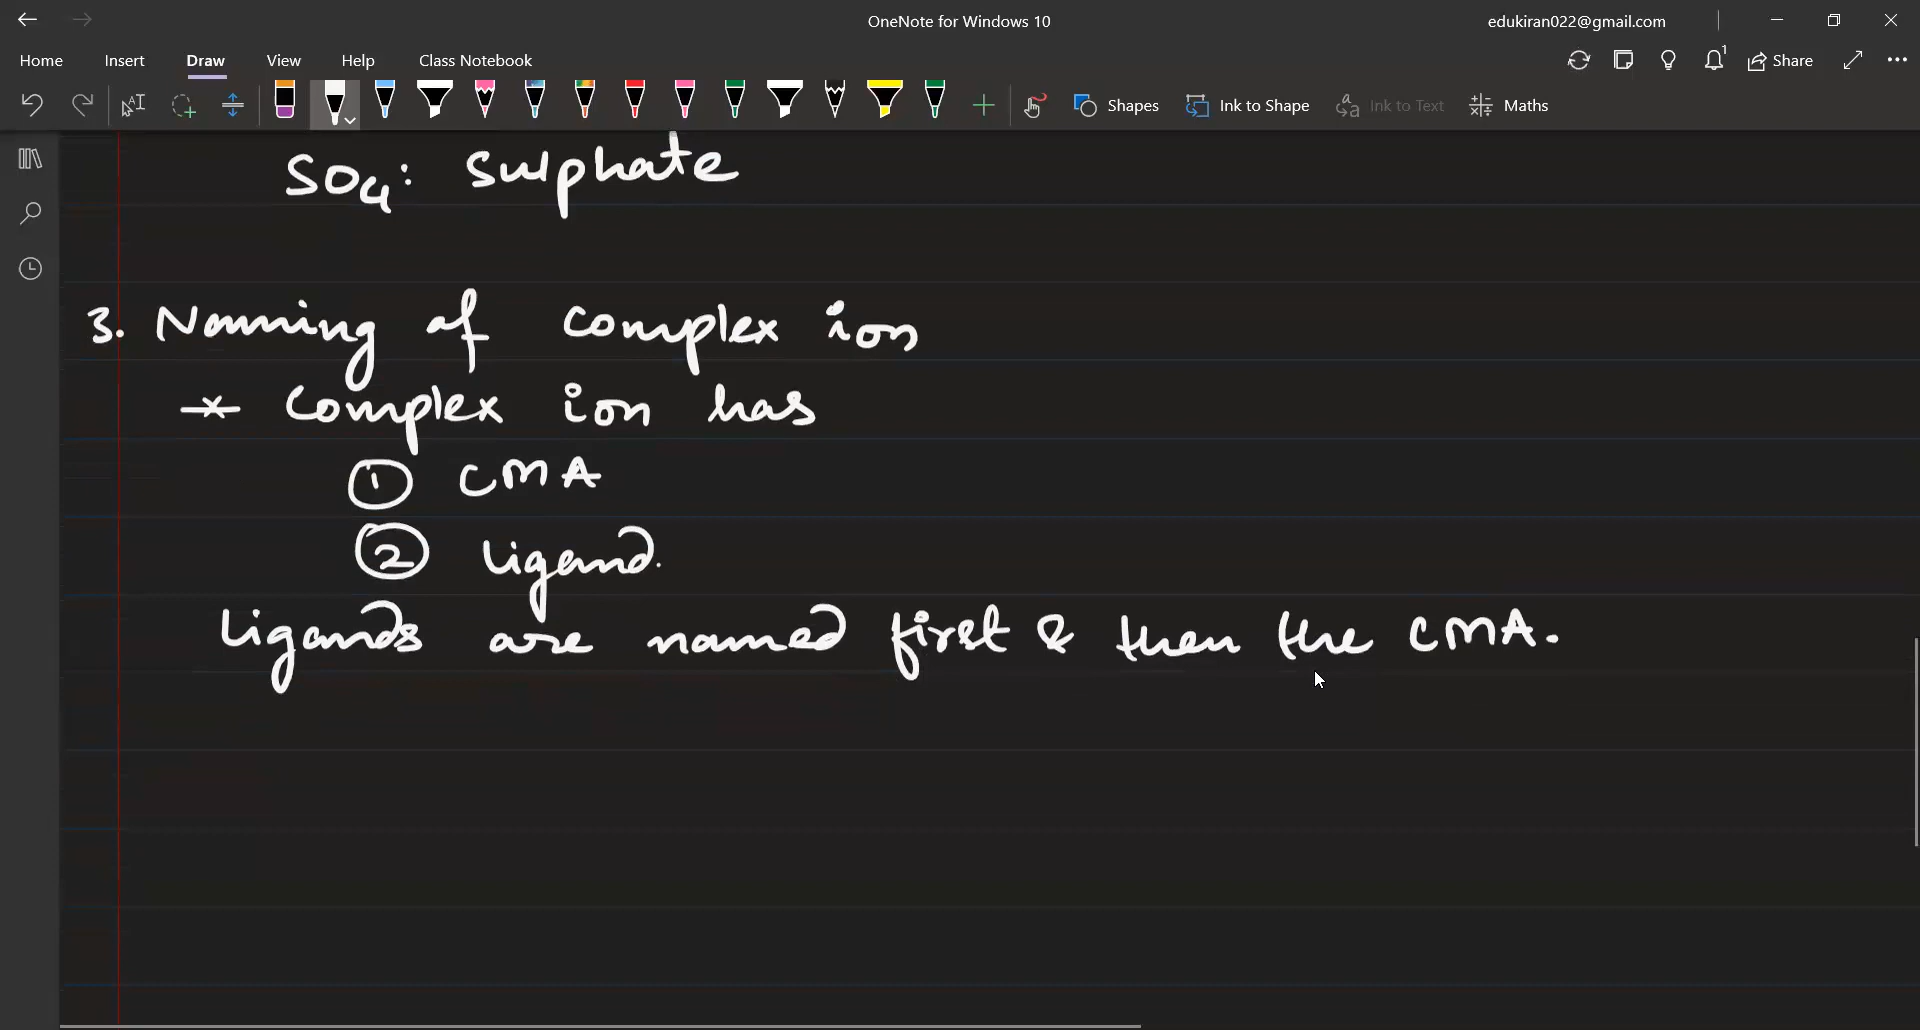 OneNote for Windows 10
edukiran022@gmail.com
Home Insert Draw View Help Class Notebook
1 Share
Shapes Ink to Shape Ink to Text Maths
SO4: Sulphate
3. Naming of complex ion
* Complex ion has
① CMA
② Ligand.
Ligands are named first & then the CMA.